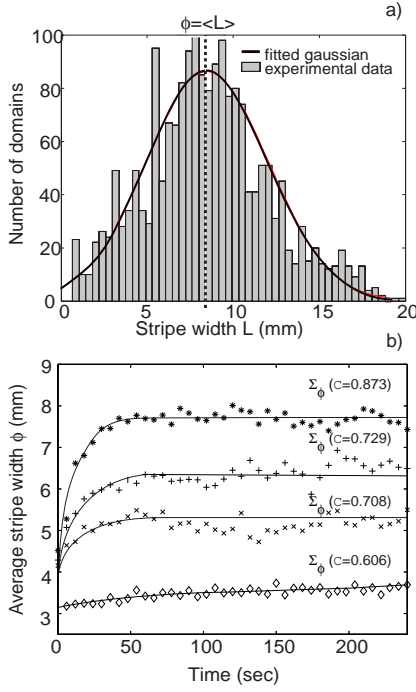 a)
ϕ=<L>
fitted gaussian
experimental data
100
80
60
40
20
0
Number of domains
0 5 10 15 20
Stripe width L (mm)
b)
Average stripe width ϕ (mm)
8
7
6
5
4
3
Σϕ (C=0.873)
Σϕ (C=0.729)
Σϕ (C=0.708)
Σϕ (C=0.606)
0 50 100 150 200
Time (sec)